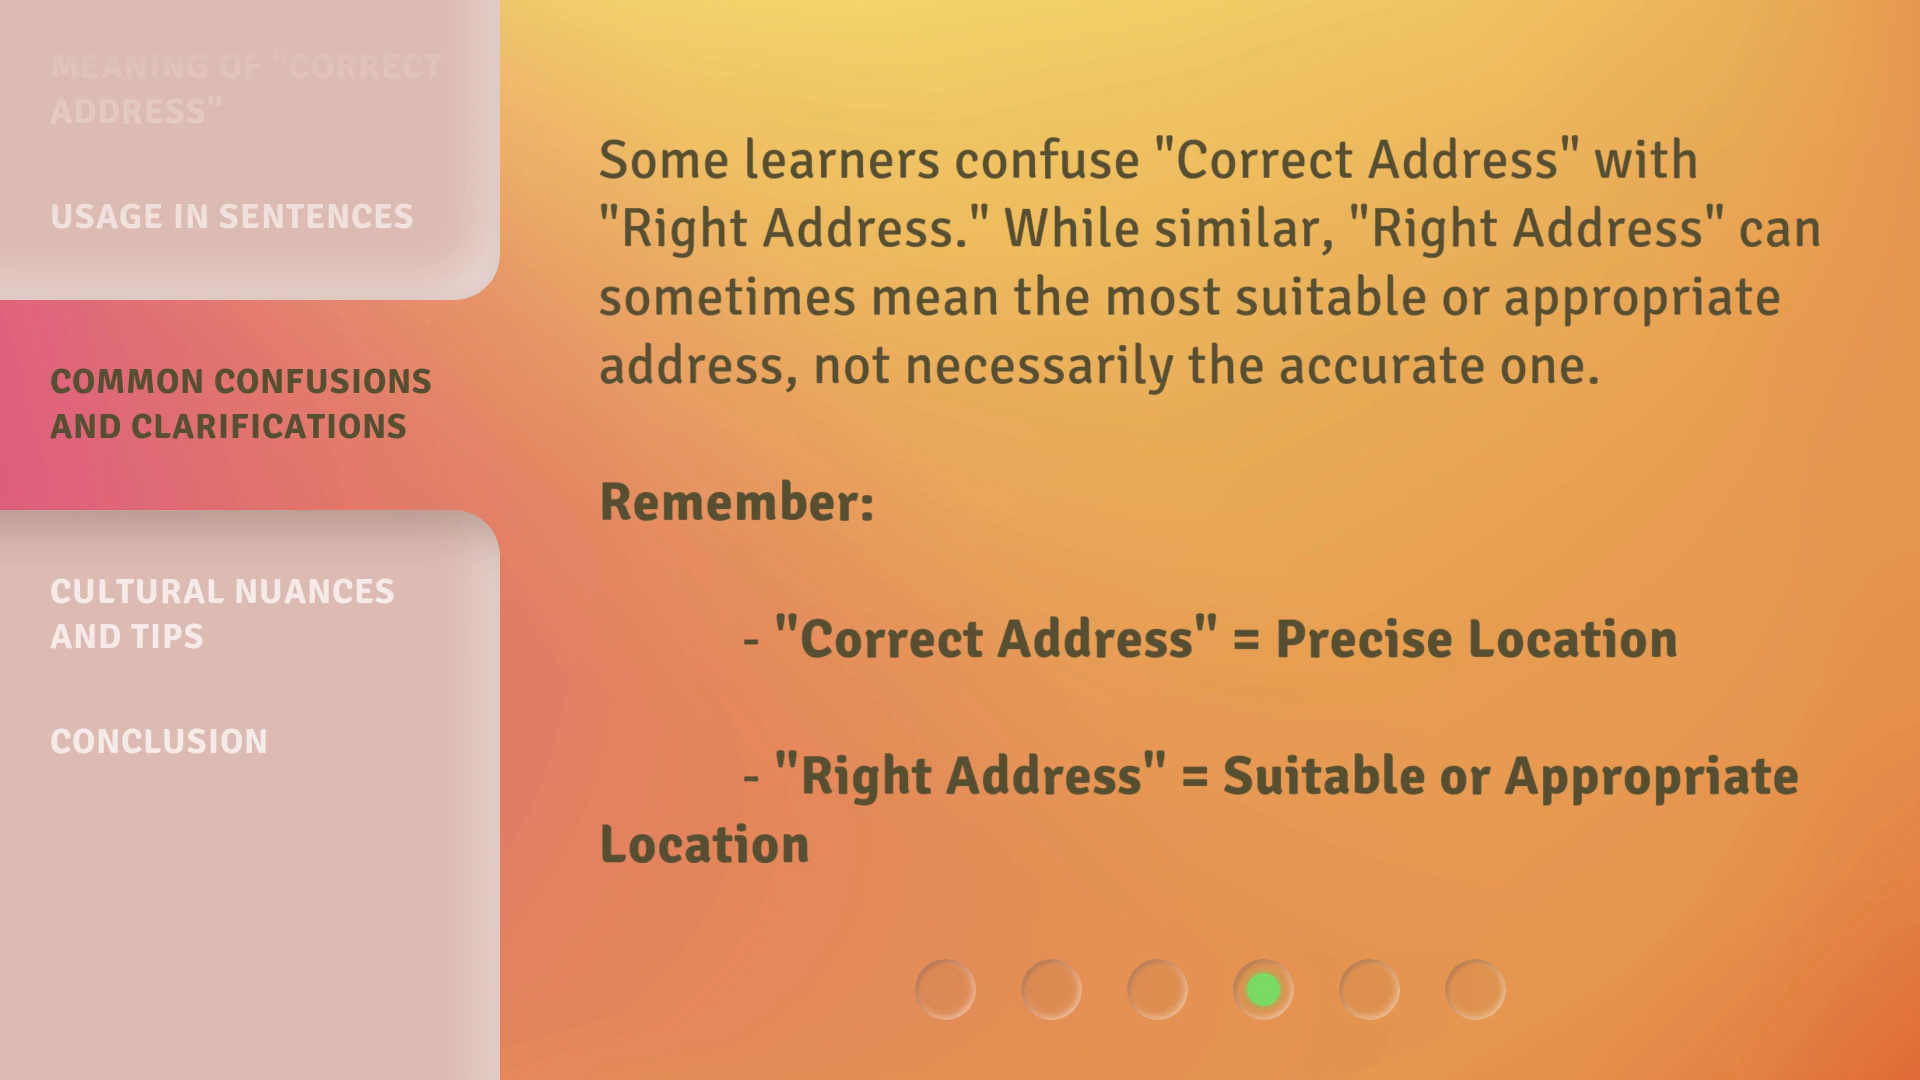 MEANING OF "CORRECT
ADDRESS"
USAGE IN SENTENCES
COMMON CONFUSIONS
AND CLARIFICATIONS
CULTURAL NUANCES
AND TIPS
CONCLUSION
Some learners confuse "Correct Address" with
"Right Address." While similar, "Right Address" can
sometimes mean the most suitable or appropriate
address, not necessarily the accurate one.
Remember:
- "Correct Address" = Precise Location
- "Right Address" = Suitable or Appropriate
Location